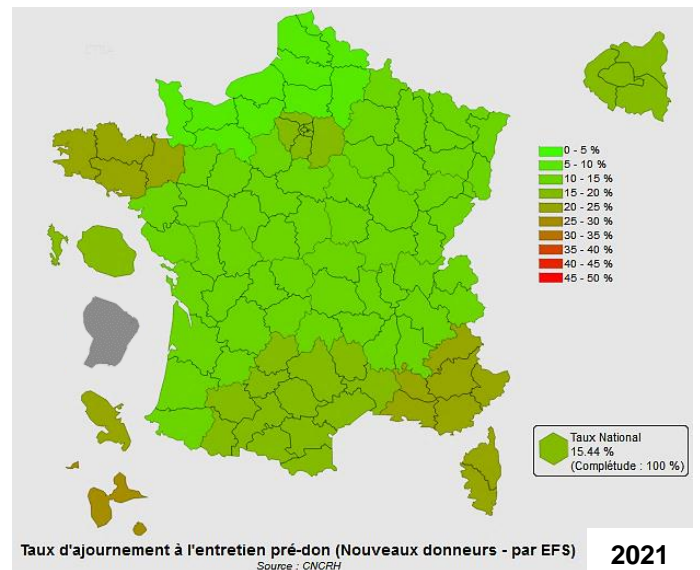 0 - 5 %
5 - 10 %
10 - 15 %
15 - 20 %
20 - 25 %
25 - 30 %
30 - 35 %
35 - 40 %
40 - 45 %
45 - 50 %
Taux National
15.44 %
(Complétude : 100 %)
Taux d'ajournement à l'entretien pré-don (Nouveaux donneurs - par EFS)
Source : CNCRH
2021